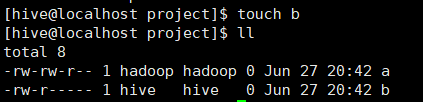 [hive@localhost project]$ touch b
[hive@localhost project]$ ll
total 8
-rw-rw-r-- 1 hadoop hadoop 0 Jun 27 20:42 a
-rw-r----- 1 hive   hive   0 Jun 27 20:42 b